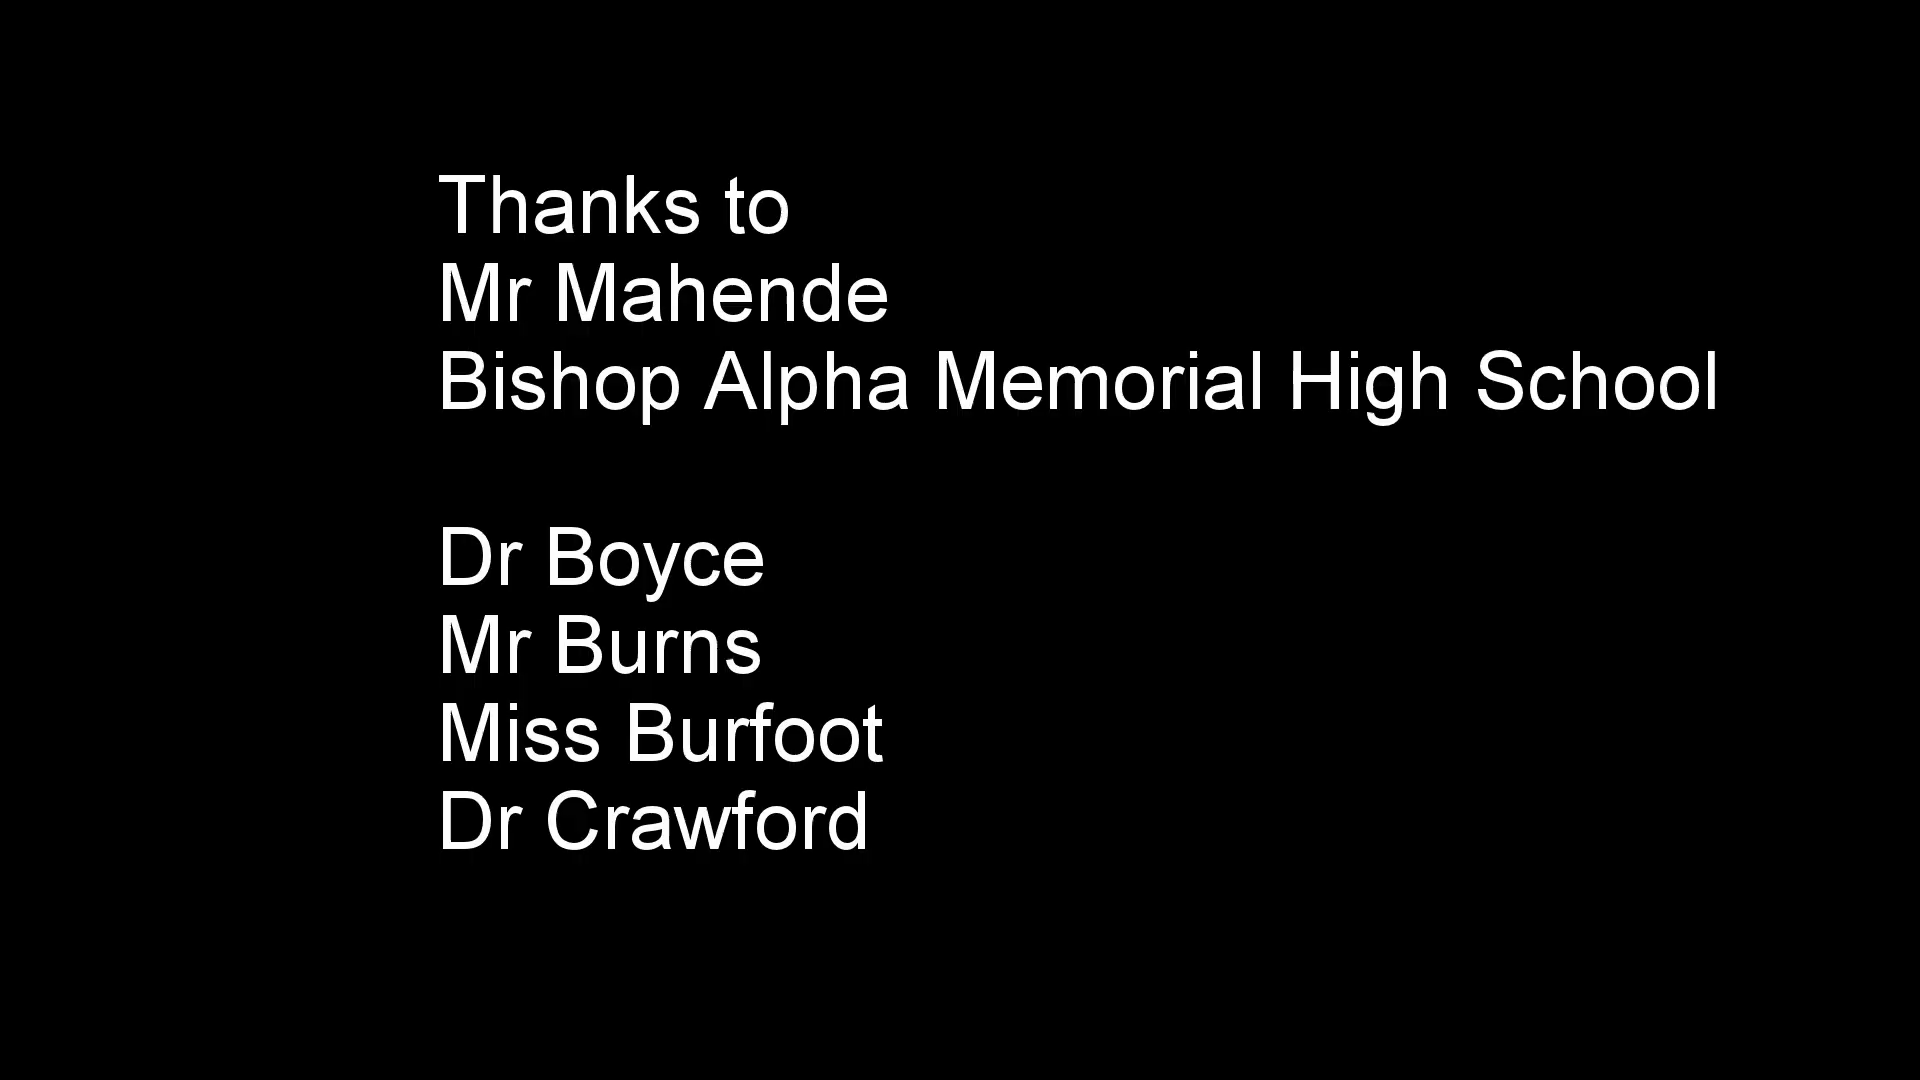 Thanks to
Mr Mahende
Bishop Alpha Memorial High School
Dr Boyce
Mr Burns
Miss Burfoot
Dr Crawford